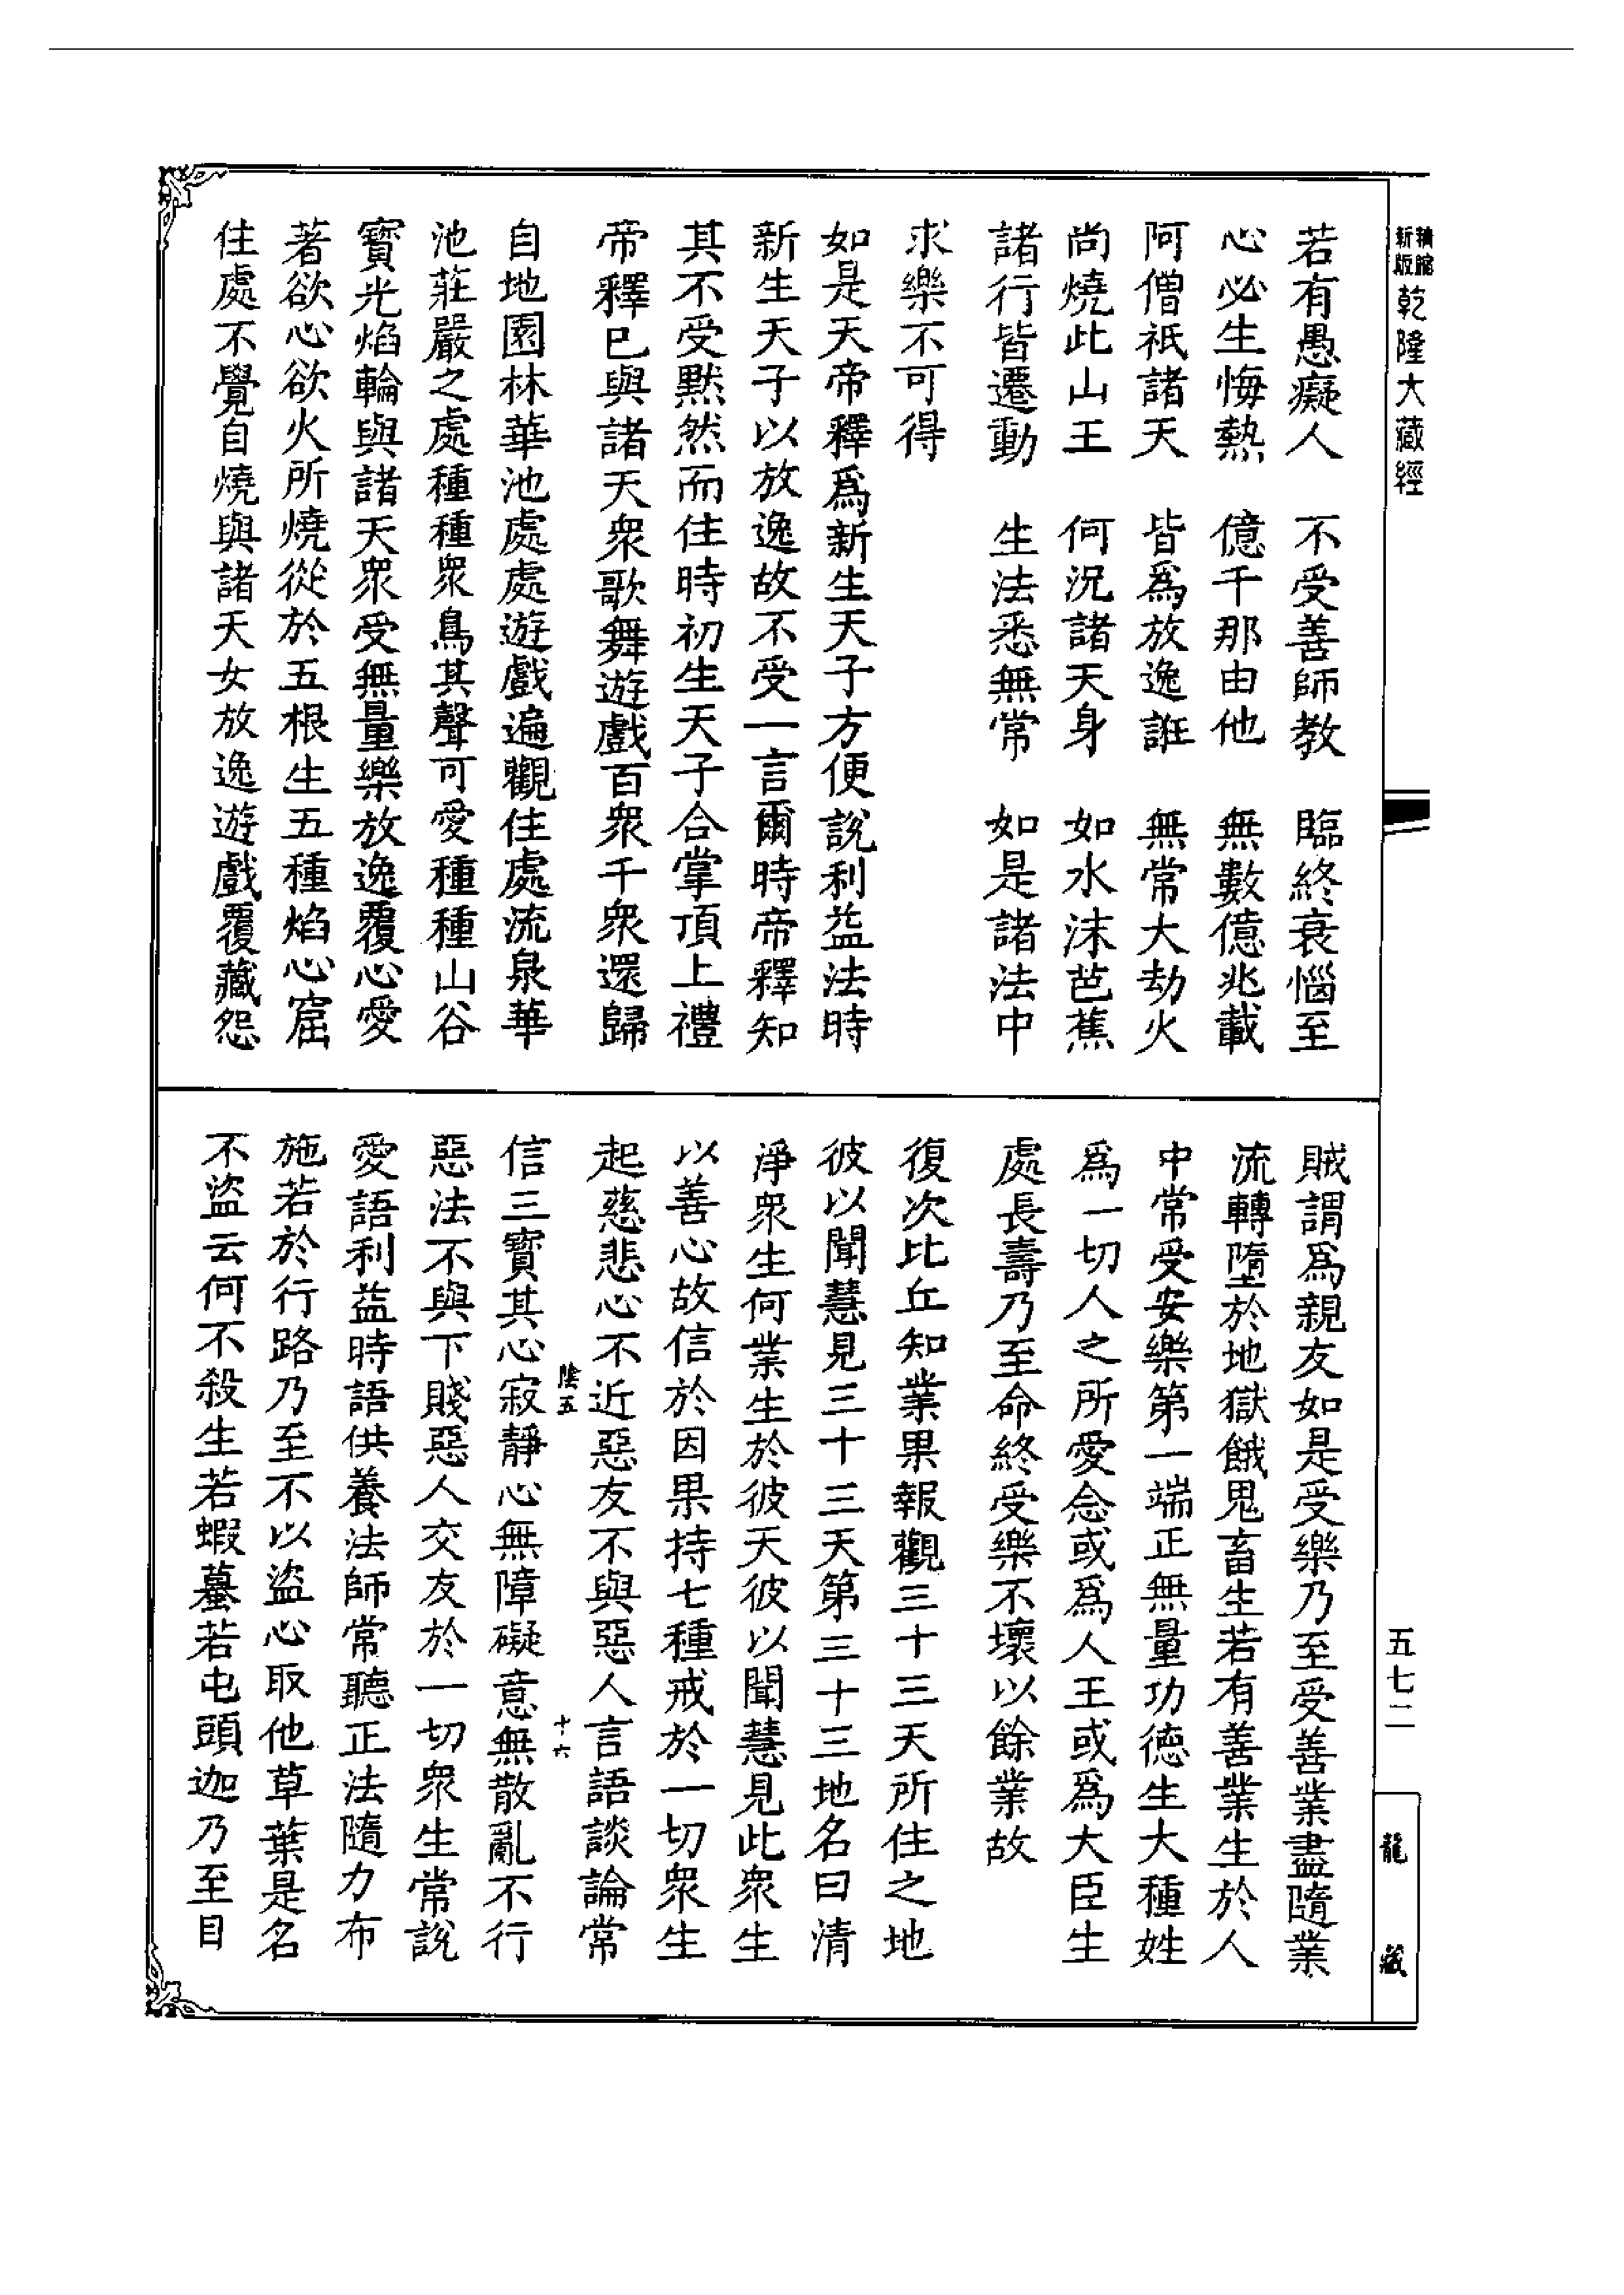 新版
乾隆大藏經
若有愚癡人　不受善師教　臨終衰惱至
心必生悔熱　億千那由他　無數億兆載
阿僧祇諸天　皆為放逸誑　無常大劫火
尚燒此山王　何況諸天身　如水沫芭蕉
諸行皆遷動　生法悉無常　如是諸法中
求樂不可得
如是天帝釋為新生天子方便說利益法時
新生天子以放逸故不受一言爾時帝釋知
其不受默然而住時初生天子合掌頂上禮
帝釋已與諸天眾歌舞遊戲百眾千眾還歸
自地園林華池處處遊戲遍觀住處流泉華
池莊嚴之處種種眾鳥其聲可愛種種山谷
寶光焰輪與諸天眾受無量樂放逸覆心愛
著欲心欲火所燒從於五根生五種焰心窟
住處不覺自燒與諸天女放逸遊戲覆藏怨
賊謂為親友如是受樂乃至受善業盡隨業
流轉墮於地獄餓鬼畜生若有善業生於人
中常受安樂第一端正無量功德生大種姓
為一切人之所愛念或為人王或為大臣生
處長壽乃至命終受樂不壞以餘業故
復次比丘知業果報觀三十三天所住之地
彼以聞慧見三十三天第三十三地名曰清
淨眾生何業生於彼天彼以聞慧見此眾生
以善心故信於因果持七種戒於一切眾生
起慈悲心不近惡友不與惡人言語談論常
陰五
十六
信三寶其心寂靜心無障礙意無散亂不行
惡法不與下賤惡人交友於一切眾生常說
愛語利益時語供養法師常聽正法隨力布
施若於行路乃至不以盜心取他草葉是名
不盜云何不殺生若蝦蟇若屯頭迦乃至目
五七二
龍
藏